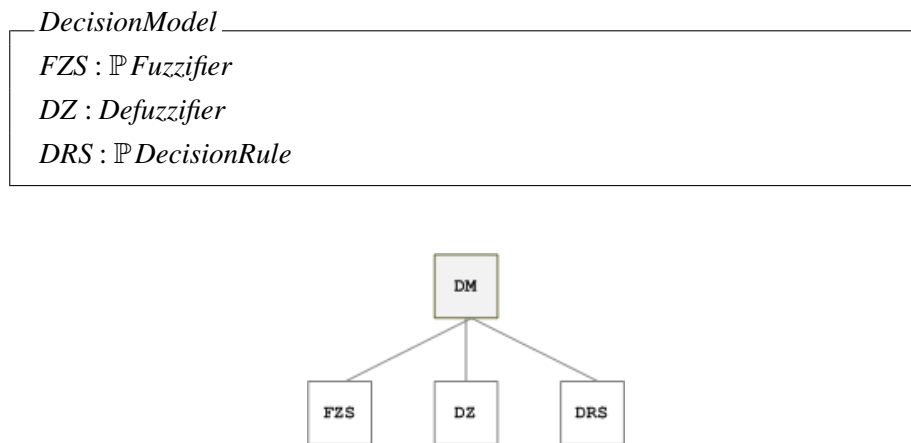 DecisionModel
FZS : ℙ Fuzzifier
DZ : Defuzzifier
DRS : ℙ DecisionRule
DM
FZS DZ DRS